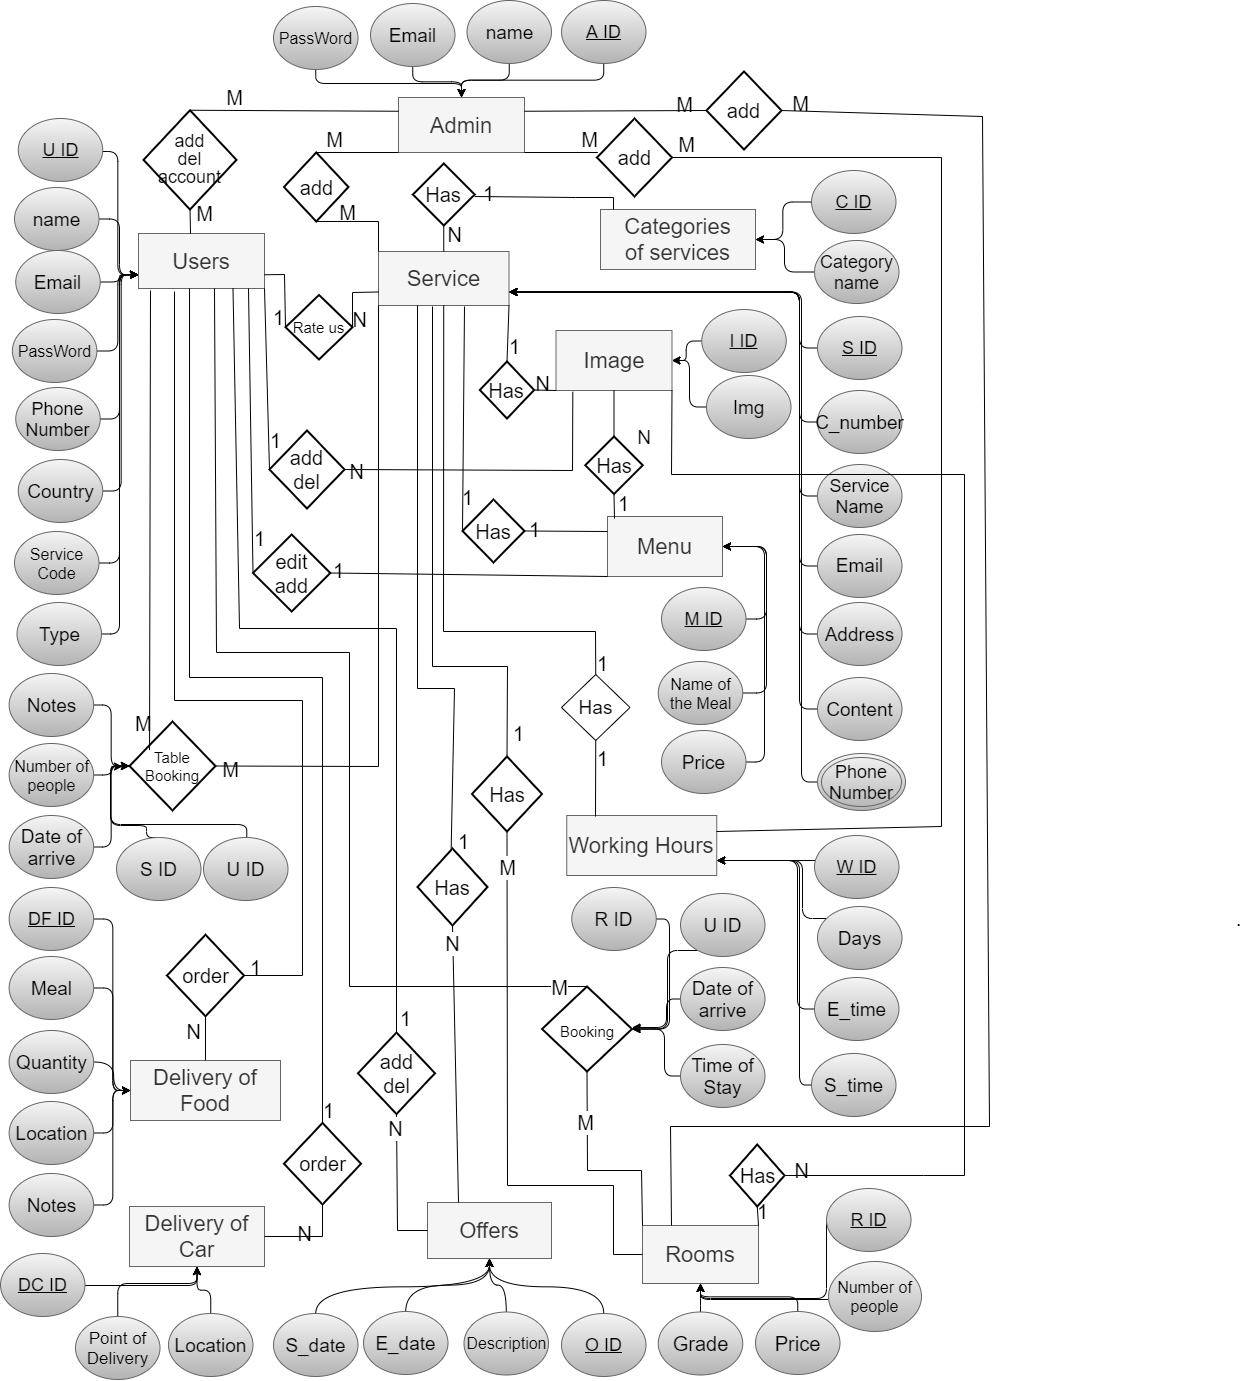 PassWord
Email
name
A ID
Admin
M
M
add
M
add
del
account
M
M
add
M
M
add
M
U ID
name
Email
PassWord
Phone
Number
Country
Service
Code
Type
Users
Has
1
N
Categories
of services
C ID
Category
name
Service
1
Rate us
N
1
Has
N
Image
I ID
Img
S ID
C_number
Service
Name
Email
Address
Content
Phone
Number
1
add
del
N
N
Has
1
1
Has
1
Menu
1
edit
add
1
M ID
Name of
the Meal
Price
Notes
Number of
people
Date of
arrive
M
Table
Booking
M
S ID
U ID
1
Has
1
1
Has
M
1
Has
N
Working Hours
W ID
Days
E_time
S_time
R ID
U ID
Date of
arrive
Time of
Stay
M
Booking
M
DF ID
Meal
Quantity
Location
Notes
order
1
N
Delivery of
Food
1
add
del
N
1
order
N
Delivery of
Car
DC ID
Point of
Delivery
Location
Offers
S_date
E_date
Description
O ID
Has
N
1
Rooms
R ID
Number of
people
Grade
Price
.